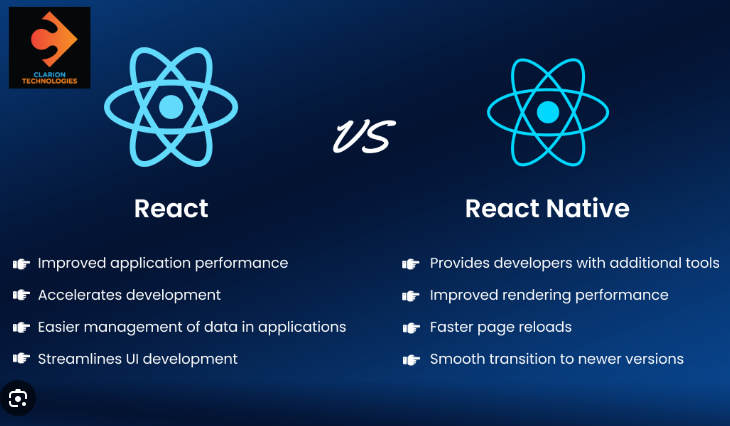 CLARION
TECHNOLOGIES
VS
React
React Native
Improved application performance
Accelerates development
Easier management of data in applications
Streamlines UI development
Provides developers with additional tools
Improved rendering performance
Faster page reloads
Smooth transition to newer versions